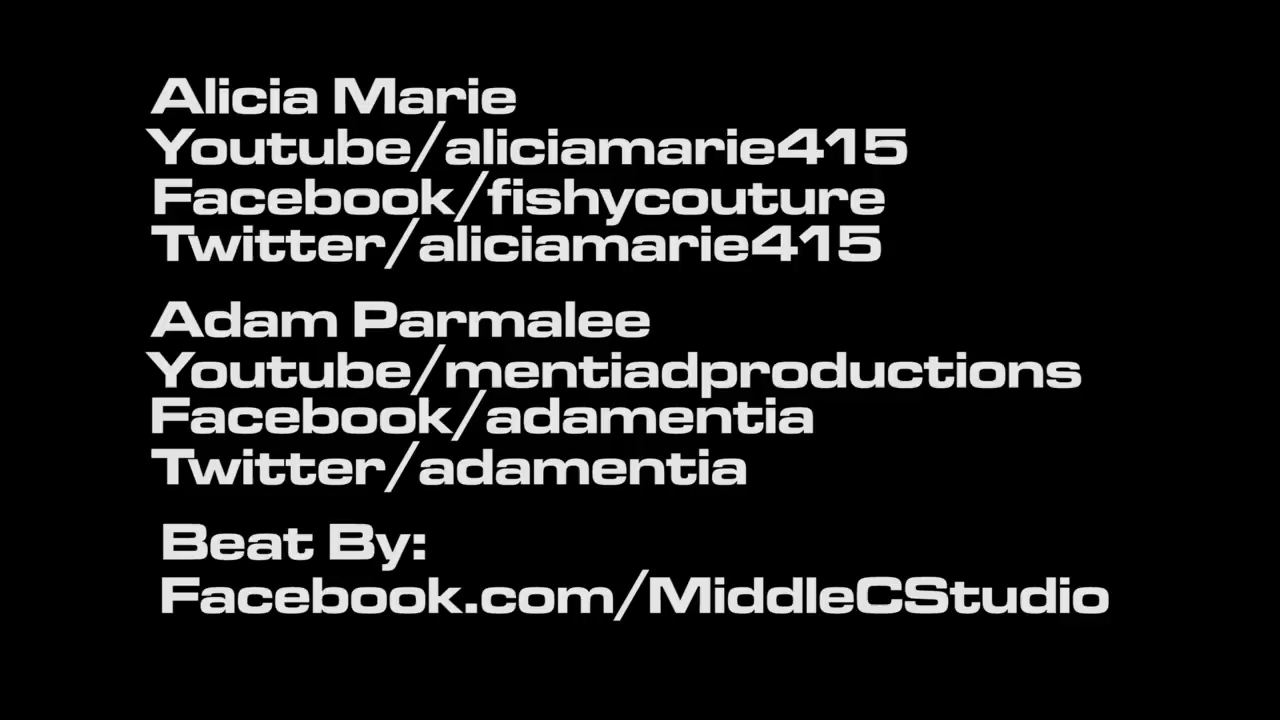 Alicia Marie
Youtube/aliciamarie415
Facebook/fishycouture
Twitter/aliciamarie415
Adam Parmalee
Youtube/mentiadproductions
Facebook/adamentia
Twitter/adamentia
Beat By:
Facebook.com/MiddleCStudio